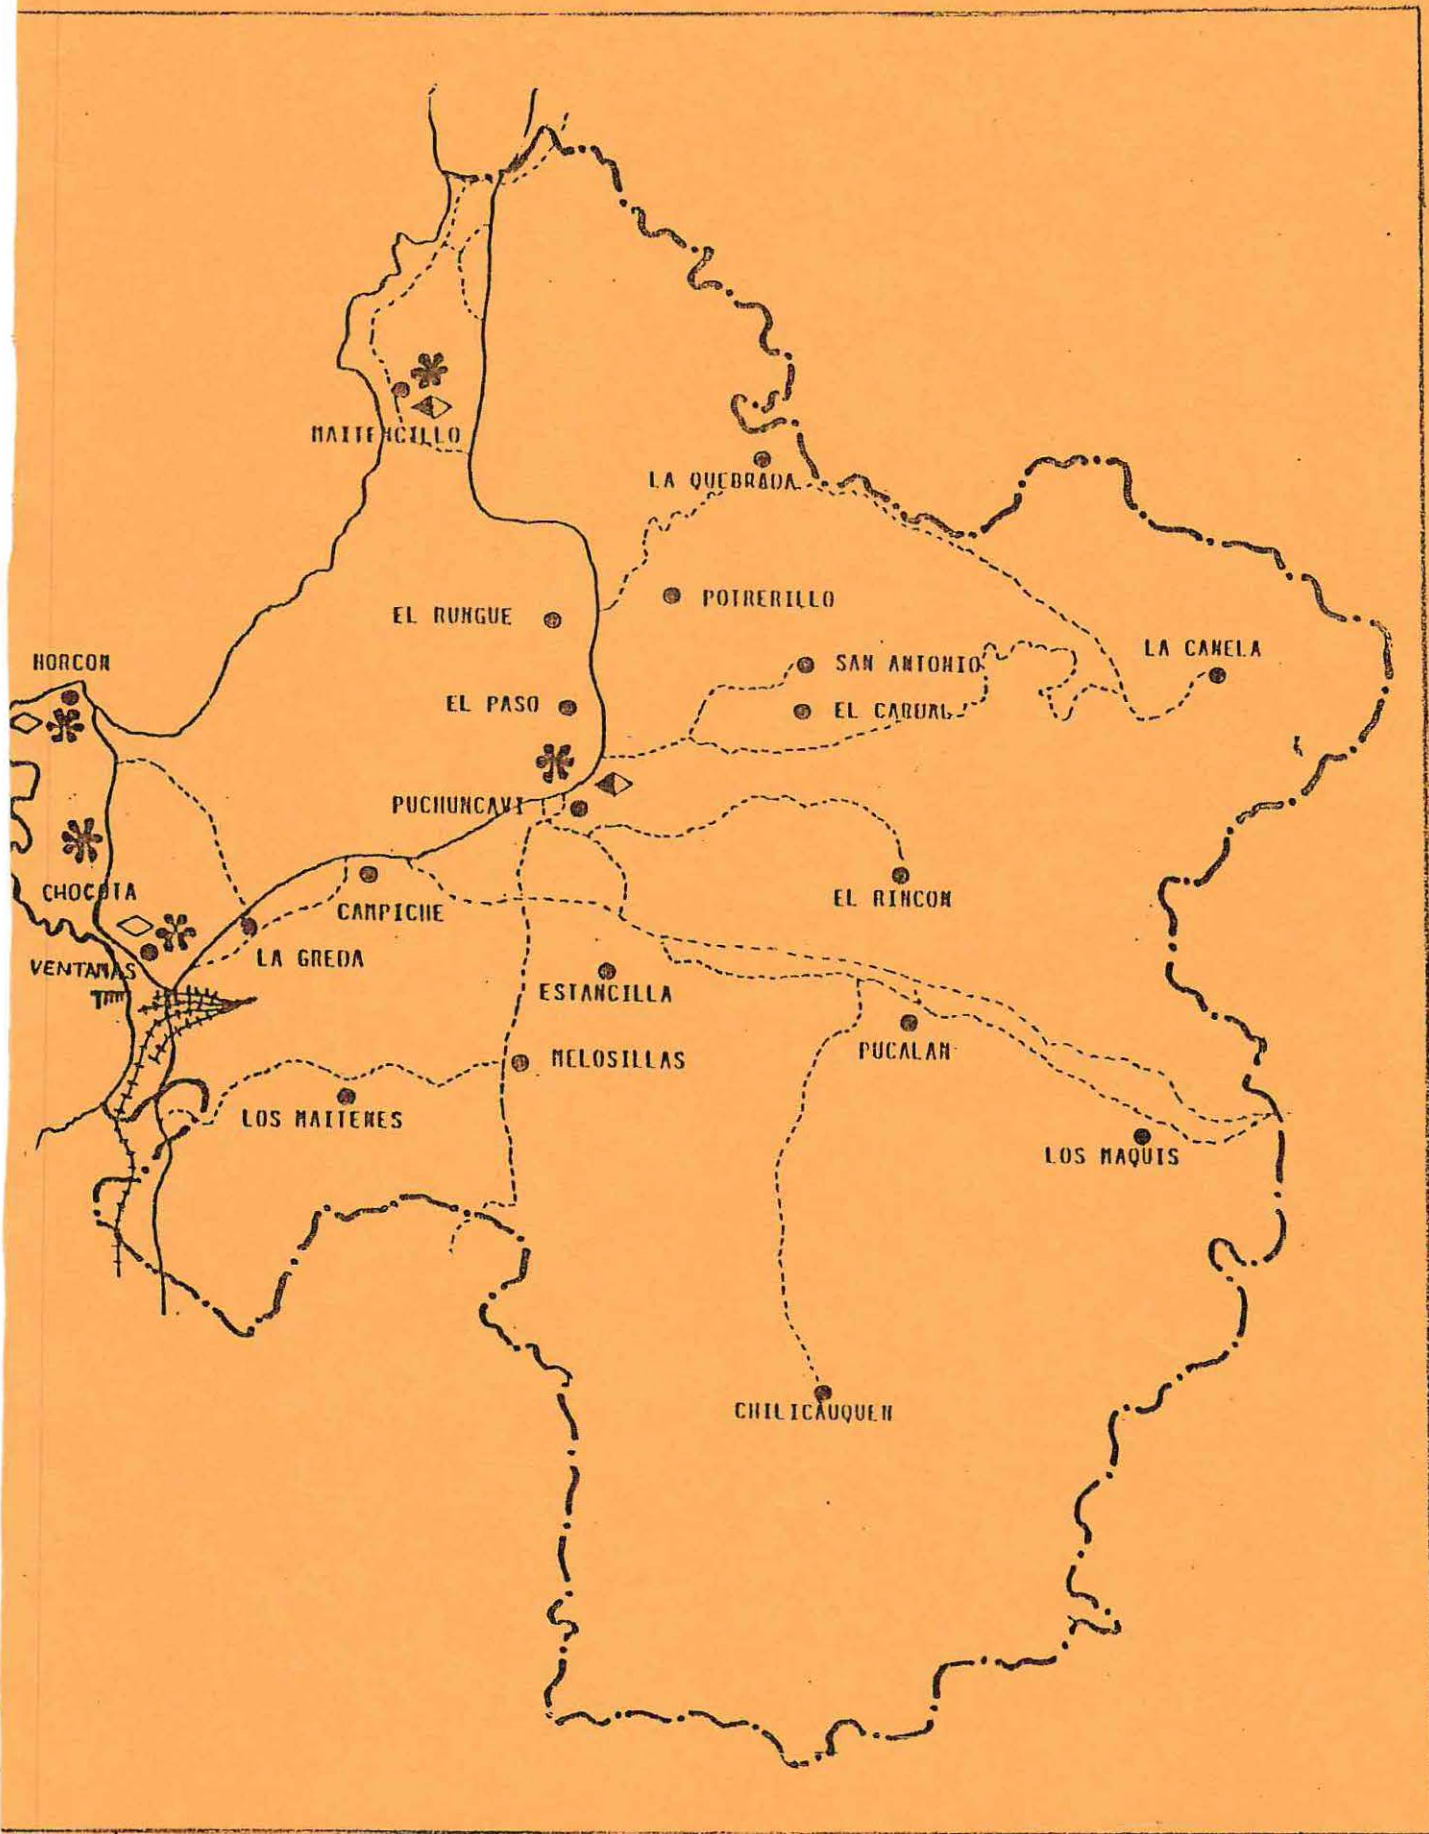 MAITENCILLO
LA QUEBRADA
POTRERILLO
EL RUNGUE
HORCON
SAN ANTONIO
LA CANELA
EL PASO
EL CARDAL
PUCHUNCAVI
CHOCOTA
EL RINCON
CAMPICHE
LA GREDA
VENTANAS
ESTANCILLA
PUCALAN
MELOSILLAS
LOS MAITENES
LOS MAQUIS
CHILICAUQUEN